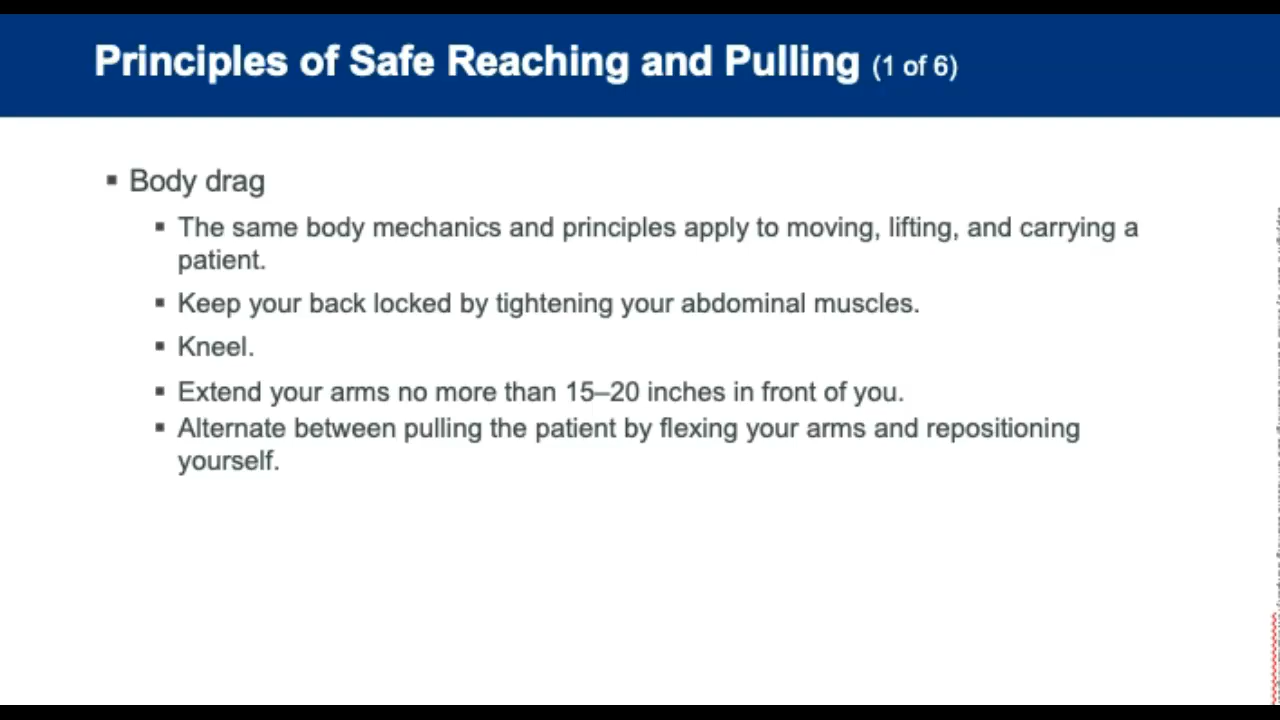 Principles of Safe Reaching and Pulling (1 of 6)
▪ Body drag
▪ The same body mechanics and principles apply to moving, lifting, and carrying a
patient.
▪ Keep your back locked by tightening your abdominal muscles.
▪ Kneel.
▪ Extend your arms no more than 15–20 inches in front of you.
▪ Alternate between pulling the patient by flexing your arms and repositioning
yourself.